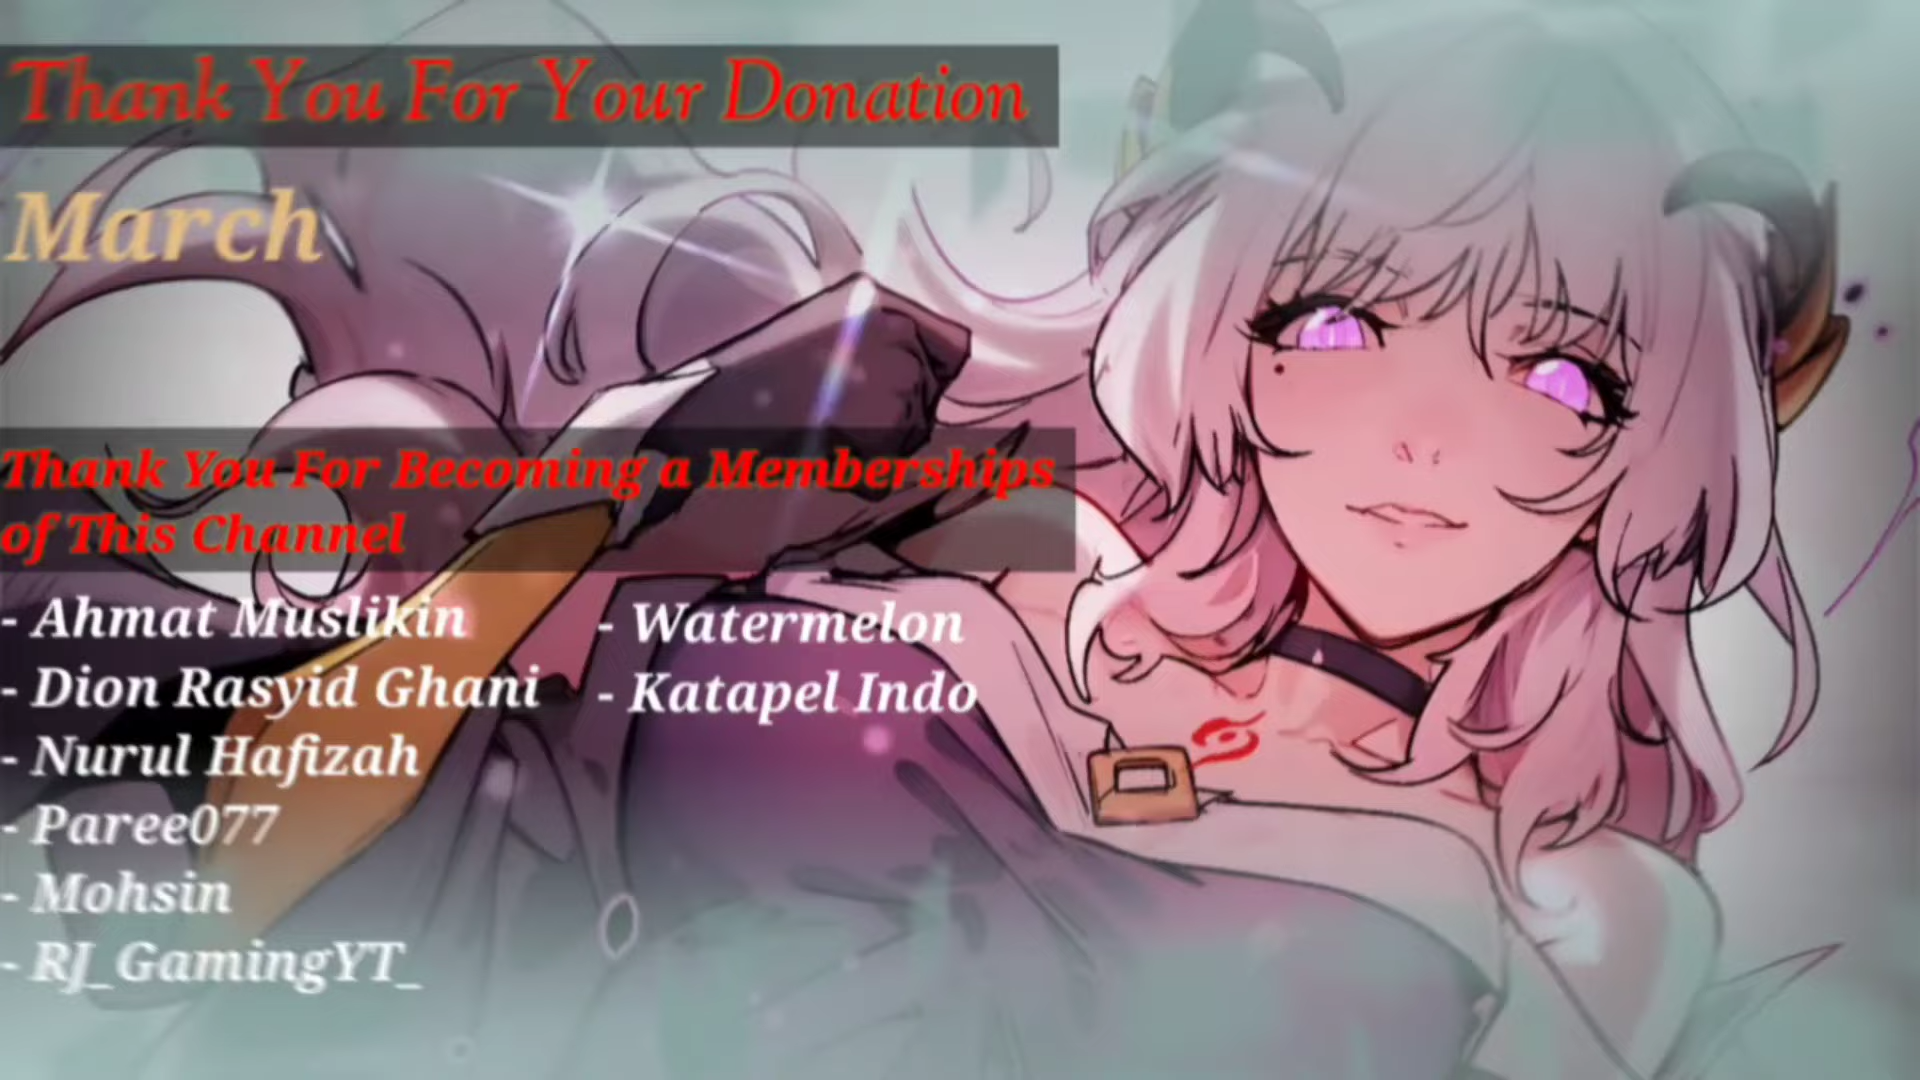 Thank You For Your Donation
March
Thank You For Becoming a Memberships
of This Channel
- Ahmat Muslikin
- Dion Rasyid Ghani
- Nurul Hafizah
- Paree077
- Mohsin
- RJ_GamingYT_
- Watermelon
- Katapel Indo